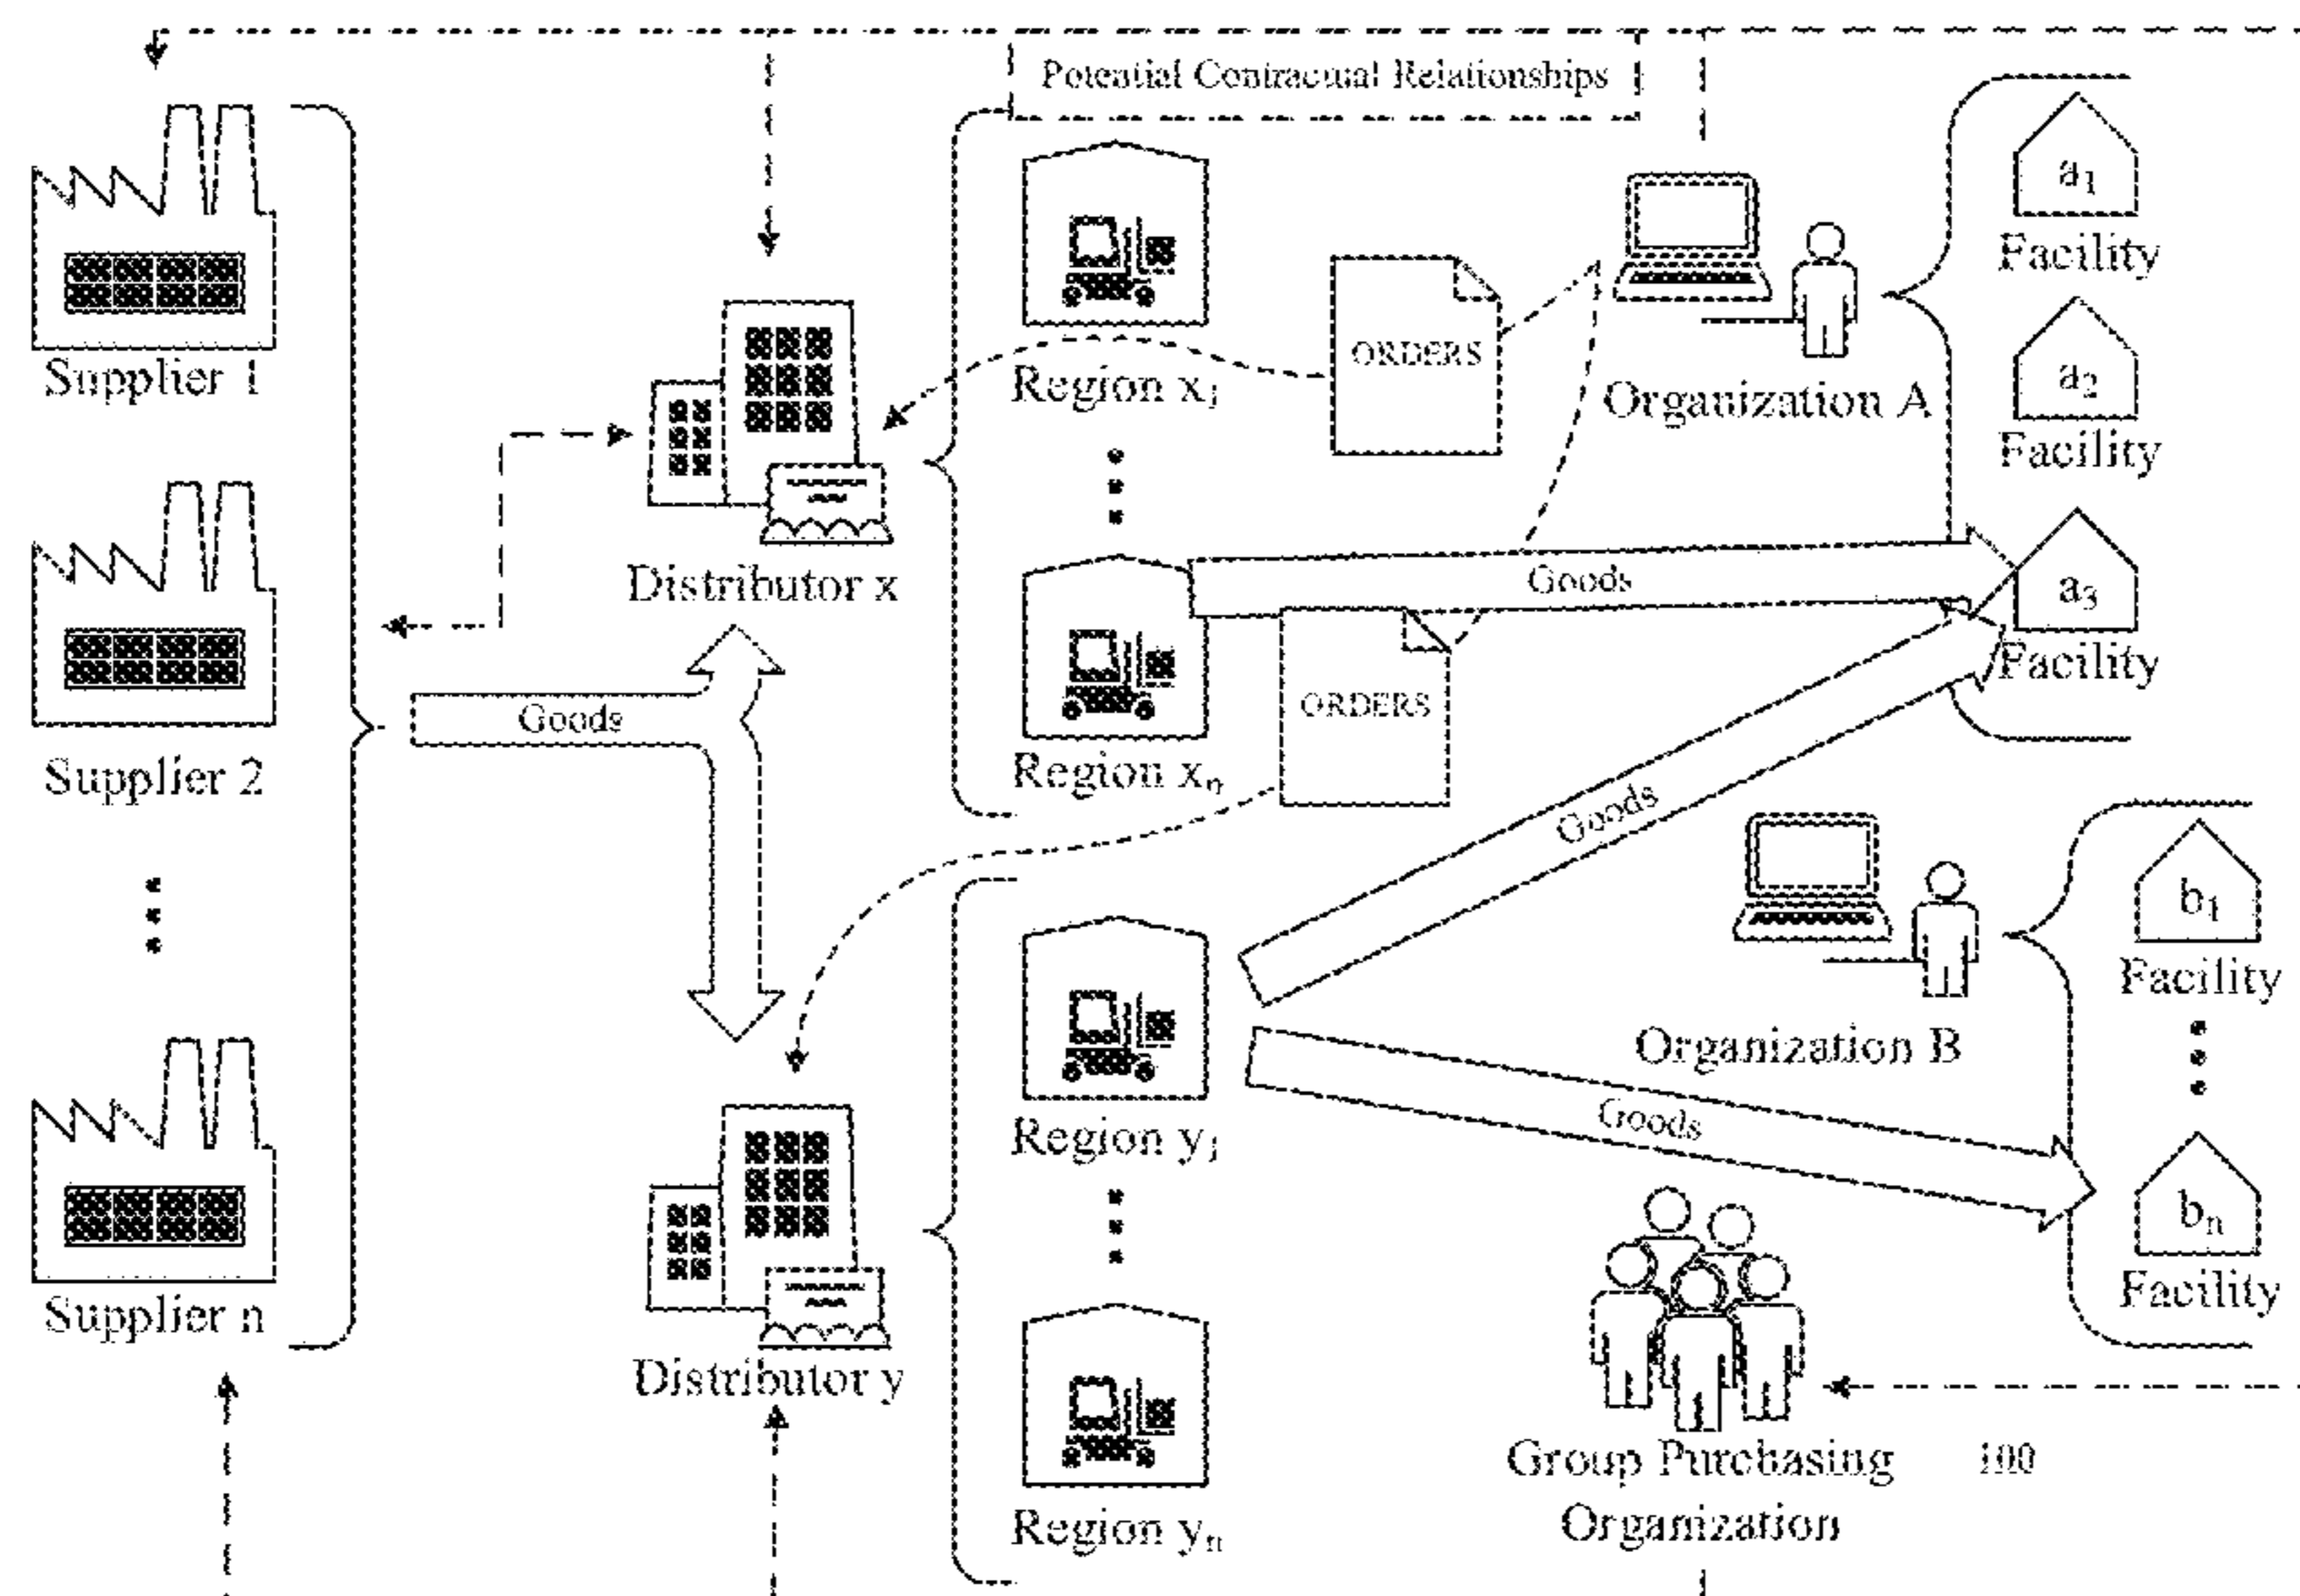 Potential Contractual Relationships
Supplier 1
Supplier 2
Supplier n
Goods
Distributor x
Distributor y
Region x₁
Region xₙ
Region y₁
Region yₙ
ORDERS
ORDERS
Goods
Goods
Goods
Organization A
a₁
Facility
a₂
Facility
a₃
Facility
Organization B
b₁
Facility
bₙ
Facility
Group Purchasing
Organization
100